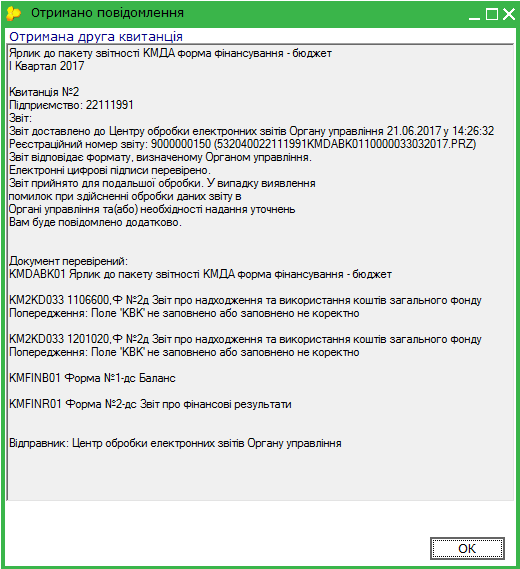 Отримано повідомлення
Отримана друга квитанція
Ярлик до пакету звітності КМДА форма фінансування - бюджет
І Квартал 2017
Квитанція №2
Підприємство: 22111991
Звіт:
Звіт доставлено до Центру обробки електронних звітів Органу управління 21.06.2017 у 14:26:32
Реєстраційний номер звіту: 9000000150 (532040022111991KMDABK0110000033032017.PRZ)
Звіт відповідає формату, визначеному Органом управління.
Електронні цифрові підписи перевірено.
Звіт прийнято для подальшої обробки. У випадку виявлення
помилок при здійсненні обробки даних звіту в
Органі управління та(або) необхідності надання уточнень
Вам буде повідомлено додатково.
Документ перевірений:
KMDABK01 Ярлик до пакету звітності КМДА форма фінансування - бюджет
KM2KD033 1106600,Ф №2д Звіт про надходження та використання коштів загального фонду
Попередження: Поле 'КВК' не заповнено або заповнено не коректно
KM2KD033 1201020,Ф №2д Звіт про надходження та використання коштів загального фонду
Попередження: Поле 'КВК' не заповнено або заповнено не коректно
KMFINB01 Форма №1-дс Баланс
KMFINR01 Форма №2-дс Звіт про фінансові результати
Відправник: Центр обробки електронних звітів Органу управління
OK